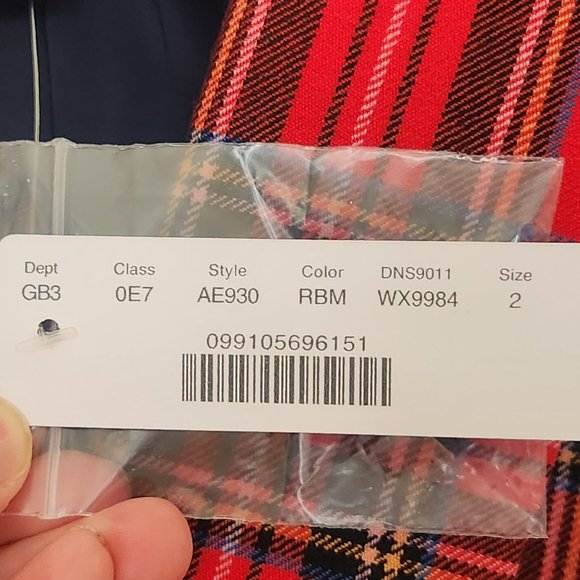 Dept Class Style Color DNS9011 Size
GB3 0E7 AE930 RBM WX9984 2
099105696151